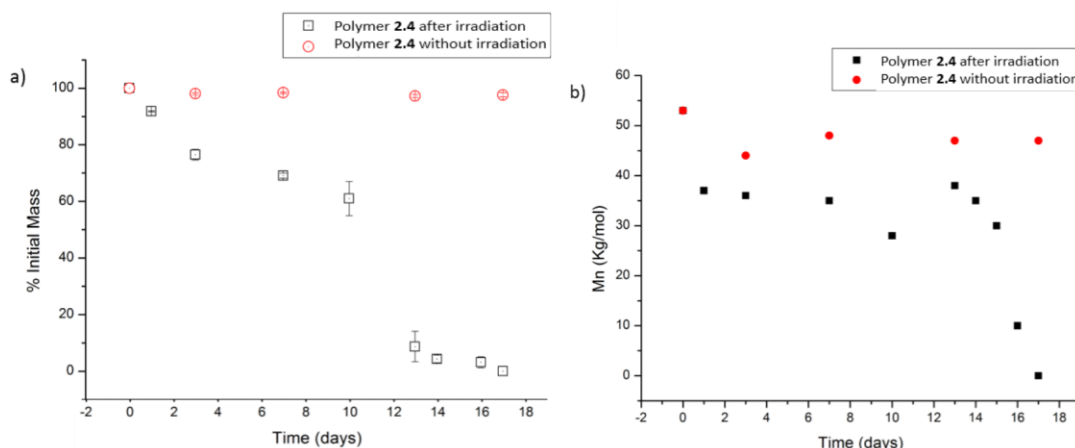 Polymer 2.4 after irradiation
Polymer 2.4 without irradiation
a)
100
80
60
40
20
0
% Initial Mass
-2 0 2 4 6 8 10 12 14 16 18
Time (days)
Polymer 2.4 after irradiation
Polymer 2.4 without irradiation
b)
60
50
40
30
20
10
0
Mn (Kg/mol)
-2 0 2 4 6 8 10 12 14 16 18
Time (days)